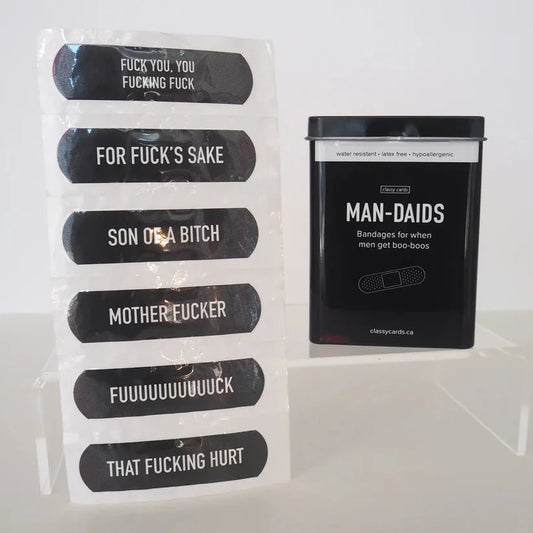 FUCK YOU, YOU
FUCKING FUCK
FOR FUCK'S SAKE
SON OF A BITCH
MOTHER FUCKER
FUUUUUUUUUUCK
THAT FUCKING HURT
water resistant • latex free • hypoallergenic
classy cards
MAN-DAIDS
Bandages for when
men get boo-boos
classycards.ca